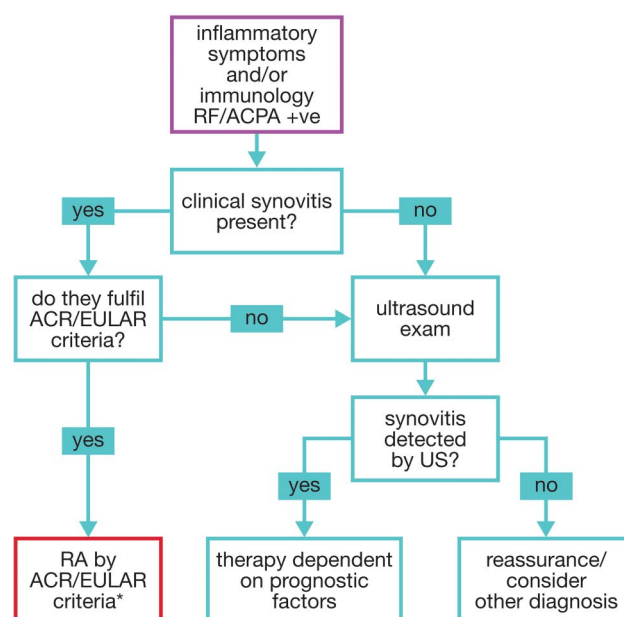 inflammatory
symptoms
and/or
immunology
RF/ACPA +ve
clinical synovitis
present?
yes
no
do they fulfil
ACR/EULAR
criteria?
no
ultrasound
exam
yes
synovitis
detected
by US?
yes
no
RA by
ACR/EULAR
criteria*
therapy dependent
on prognostic
factors
reassurance/
consider
other diagnosis